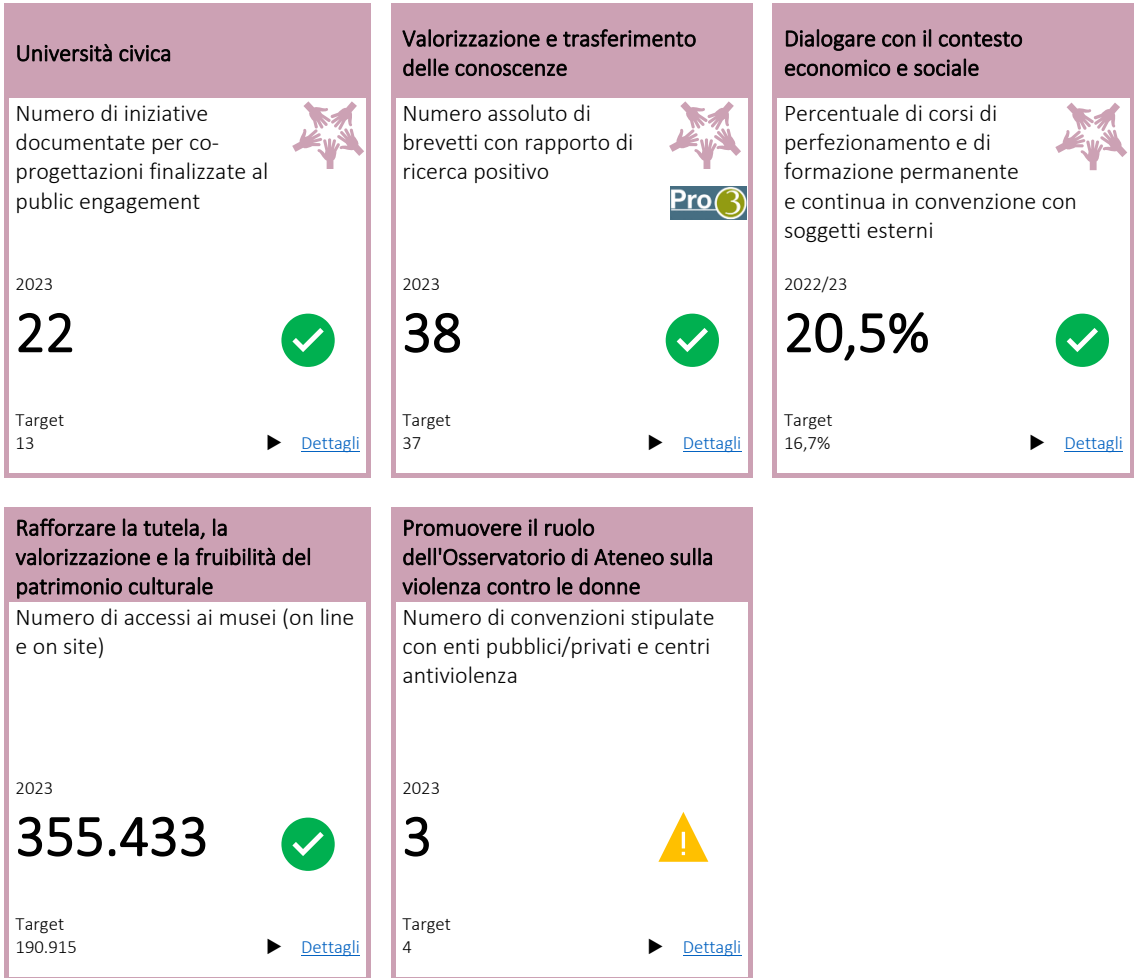 Università civica
Numero di iniziative
documentate per co-
progettazioni finalizzate al
public engagement
2023
22
Target
13
▶ Dettagli
Valorizzazione e trasferimento
delle conoscenze
Numero assoluto di
brevetti con rapporto di
ricerca positivo
Pro3
2023
38
Target
37
▶ Dettagli
Dialogare con il contesto
economico e sociale
Percentuale di corsi di
perfezionamento e di
formazione permanente
e continua in convenzione con
soggetti esterni
2022/23
20,5%
Target
16,7%
▶ Dettagli
Rafforzare la tutela, la
valorizzazione e la fruibilità del
patrimonio culturale
Numero di accessi ai musei (on line
e on site)
2023
355.433
Target
190.915
▶ Dettagli
Promuovere il ruolo
dell'Osservatorio di Ateneo sulla
violenza contro le donne
Numero di convenzioni stipulate
con enti pubblici/privati e centri
antiviolenza
2023
3
Target
4
▶ Dettagli